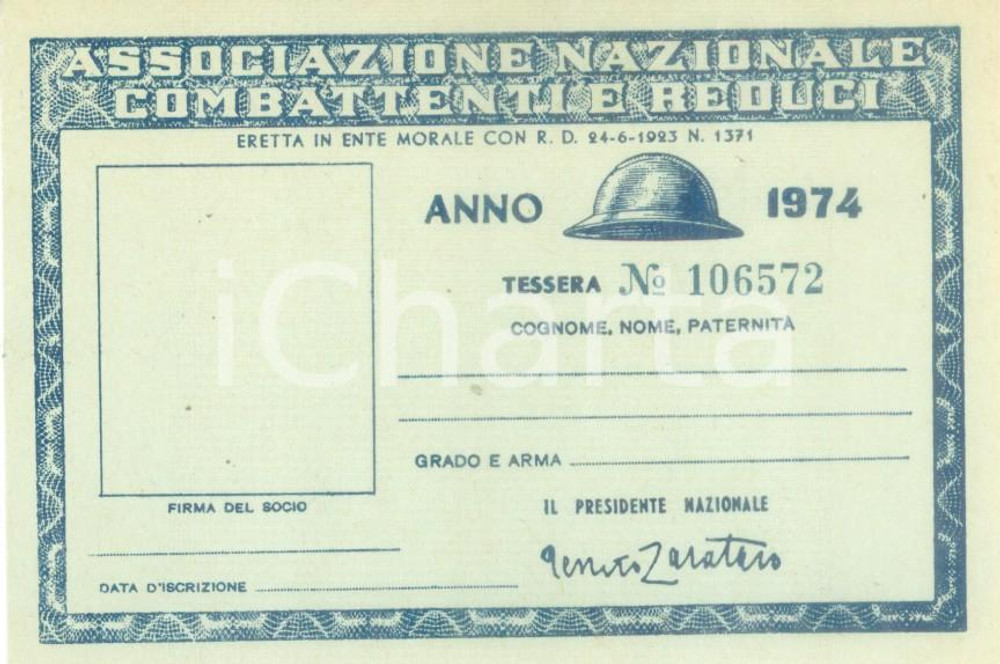 ASSOCIAZIONE NAZIONALE
COMBATTENTI E REDUCI
ERETTA IN ENTE MORALE CON R. D. 24-6-1923 N. 1371
ANNO 1974
TESSERA № 106572
COGNOME, NOME, PATERNITÀ
GRADO E ARMA
IL PRESIDENTE NAZIONALE
FIRMA DEL SOCIO
DATA D'ISCRIZIONE
iCharta